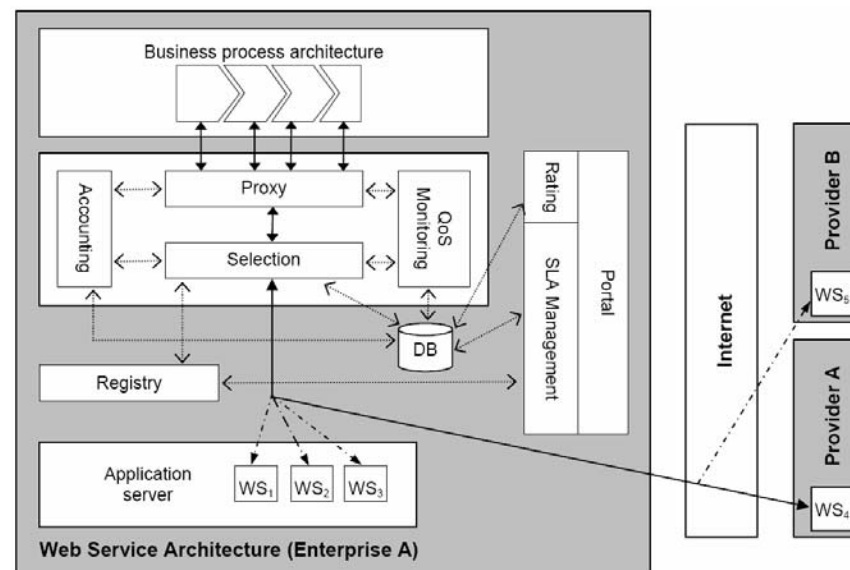 Business process architecture
Accounting
Proxy
QoS
Monitoring
Selection
Rating
SLA Management
Portal
DB
Registry
Application
server
WS₁
WS₂
WS₃
Web Service Architecture (Enterprise A)
Internet
Provider B
WS₅
Provider A
WS₄